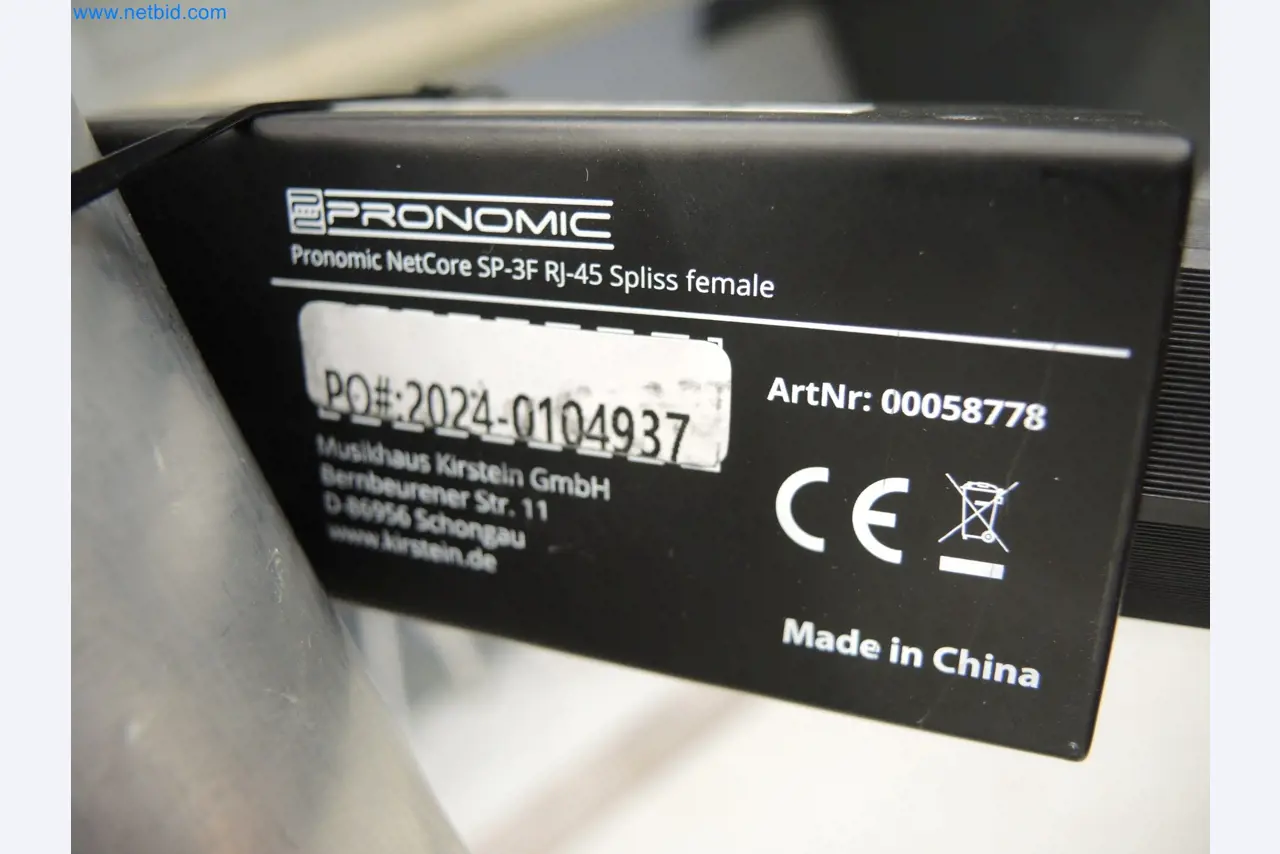 www.netbid.com
PRONOMIC
Pronomic NetCore SP-3F RJ-45 Spliss female
PO#:2024-0104937
ArtNr: 00058778
Musikhaus Kirstein GmbH
Bernbeurener Str. 11
D-86956 Schongau
www.kirstein.de
CE
Made in China